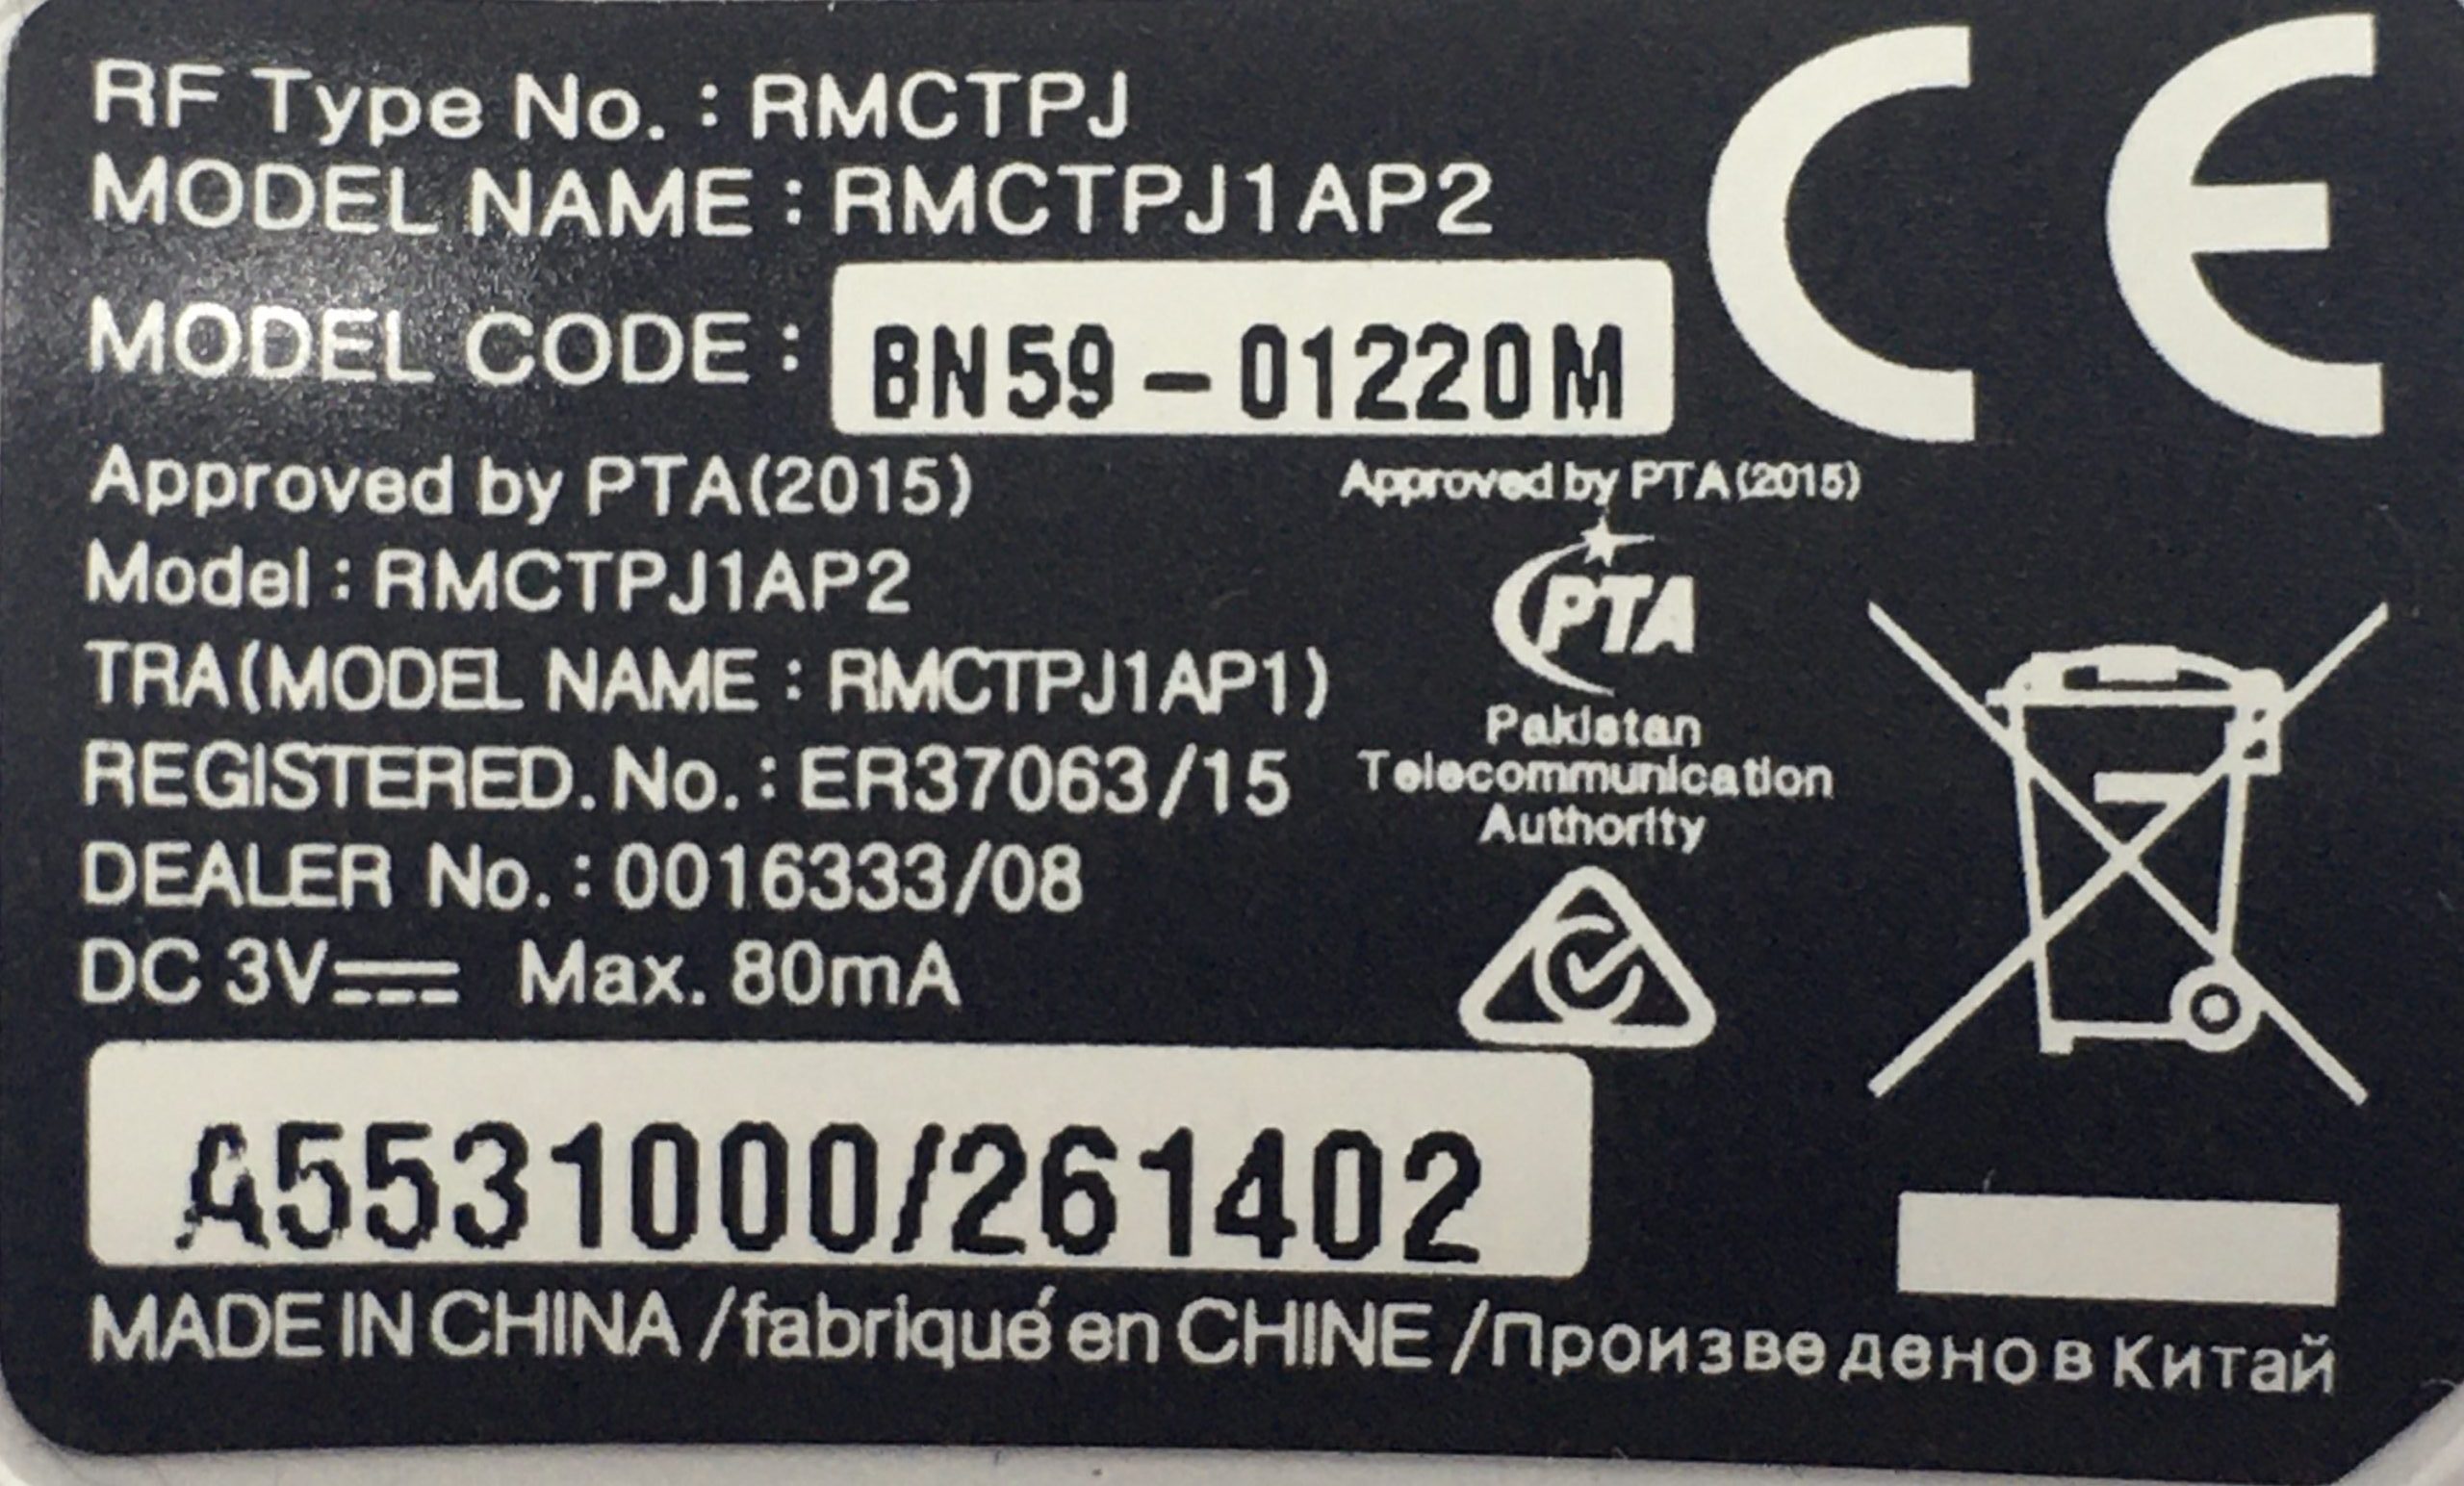 RF Type No. : RMCTPJ
MODEL NAME : RMCTPJ1AP2
MODEL CODE : BN59-01220M
CE
Approved by PTA(2015)
Model : RMCTPJ1AP2
TRA(MODEL NAME : RMCTPJ1AP1)
REGISTERED. No. : ER37063/15
DEALER No. : 0016333/08
DC 3V⎓ Max. 80mA
Approved by PTA(2015)
PTA
Pakistan
Telecommunication
Authority
A5531000/261402
MADE IN CHINA /fabriqué en CHINE /Произведено в Китай